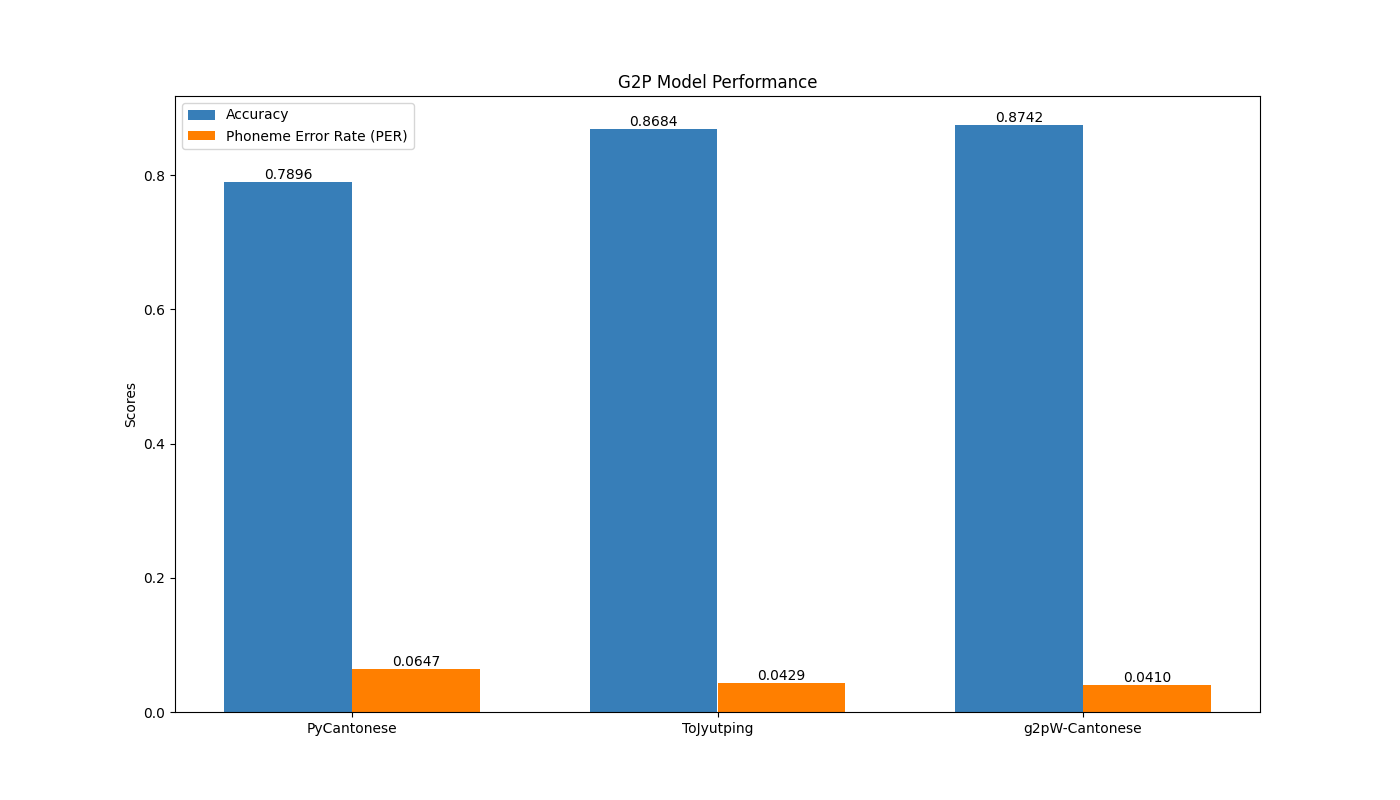 G2P Model Performance
Accuracy
Phoneme Error Rate (PER)
0.7896
0.8684
0.8742
0.0647
0.0429
0.0410
Scores
0.8
0.6
0.4
0.2
0.0
PyCantonese
ToJyutping
g2pW-Cantonese